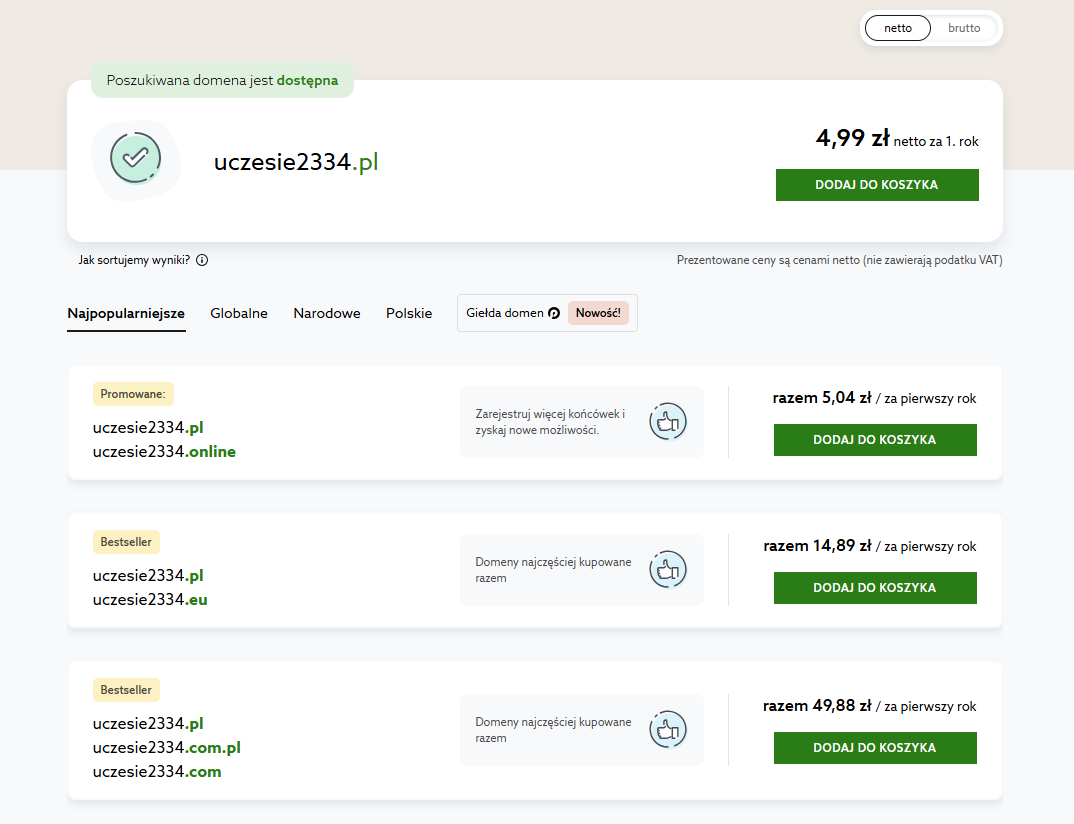 netto brutto
Poszukiwana domena jest dostępna
uczesie2334.pl
4,99 zł netto za 1. rok
DODAJ DO KOSZYKA
Jak sortujemy wyniki?
Prezentowane ceny są cenami netto (nie zawierają podatku VAT)
Najpopularniejsze Globalne Narodowe Polskie Giełda domen Nowość!
Promowane:
uczesie2334.pl
uczesie2334.online
Zarejestruj więcej końcówek i
zyskaj nowe możliwości.
razem 5,04 zł / za pierwszy rok
DODAJ DO KOSZYKA
Bestseller
uczesie2334.pl
uczesie2334.eu
Domeny najczęściej kupowane
razem
razem 14,89 zł / za pierwszy rok
DODAJ DO KOSZYKA
Bestseller
uczesie2334.pl
uczesie2334.com.pl
uczesie2334.com
Domeny najczęściej kupowane
razem
razem 49,88 zł / za pierwszy rok
DODAJ DO KOSZYKA